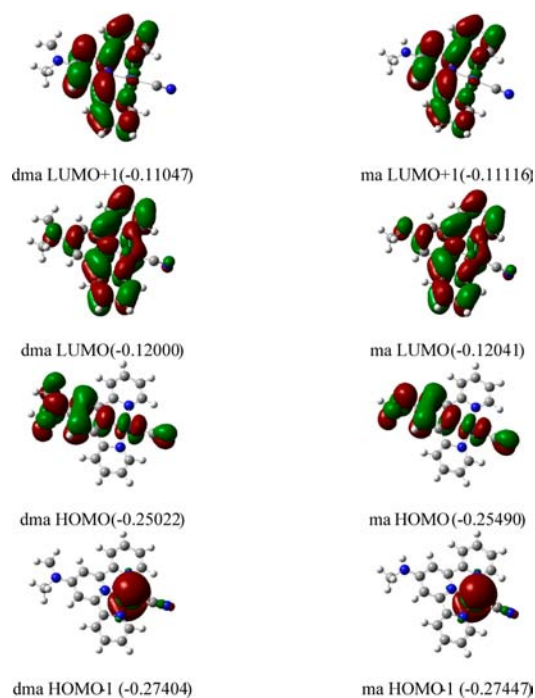 dma LUMO+1(-0.11047) ma LUMO+1(-0.11116)
dma LUMO(-0.12000) ma LUMO(-0.12041)
dma HOMO(-0.25022) ma HOMO(-0.25490)
dma HOMO-1 (-0.27404) ma HOMO-1 (-0.27447)